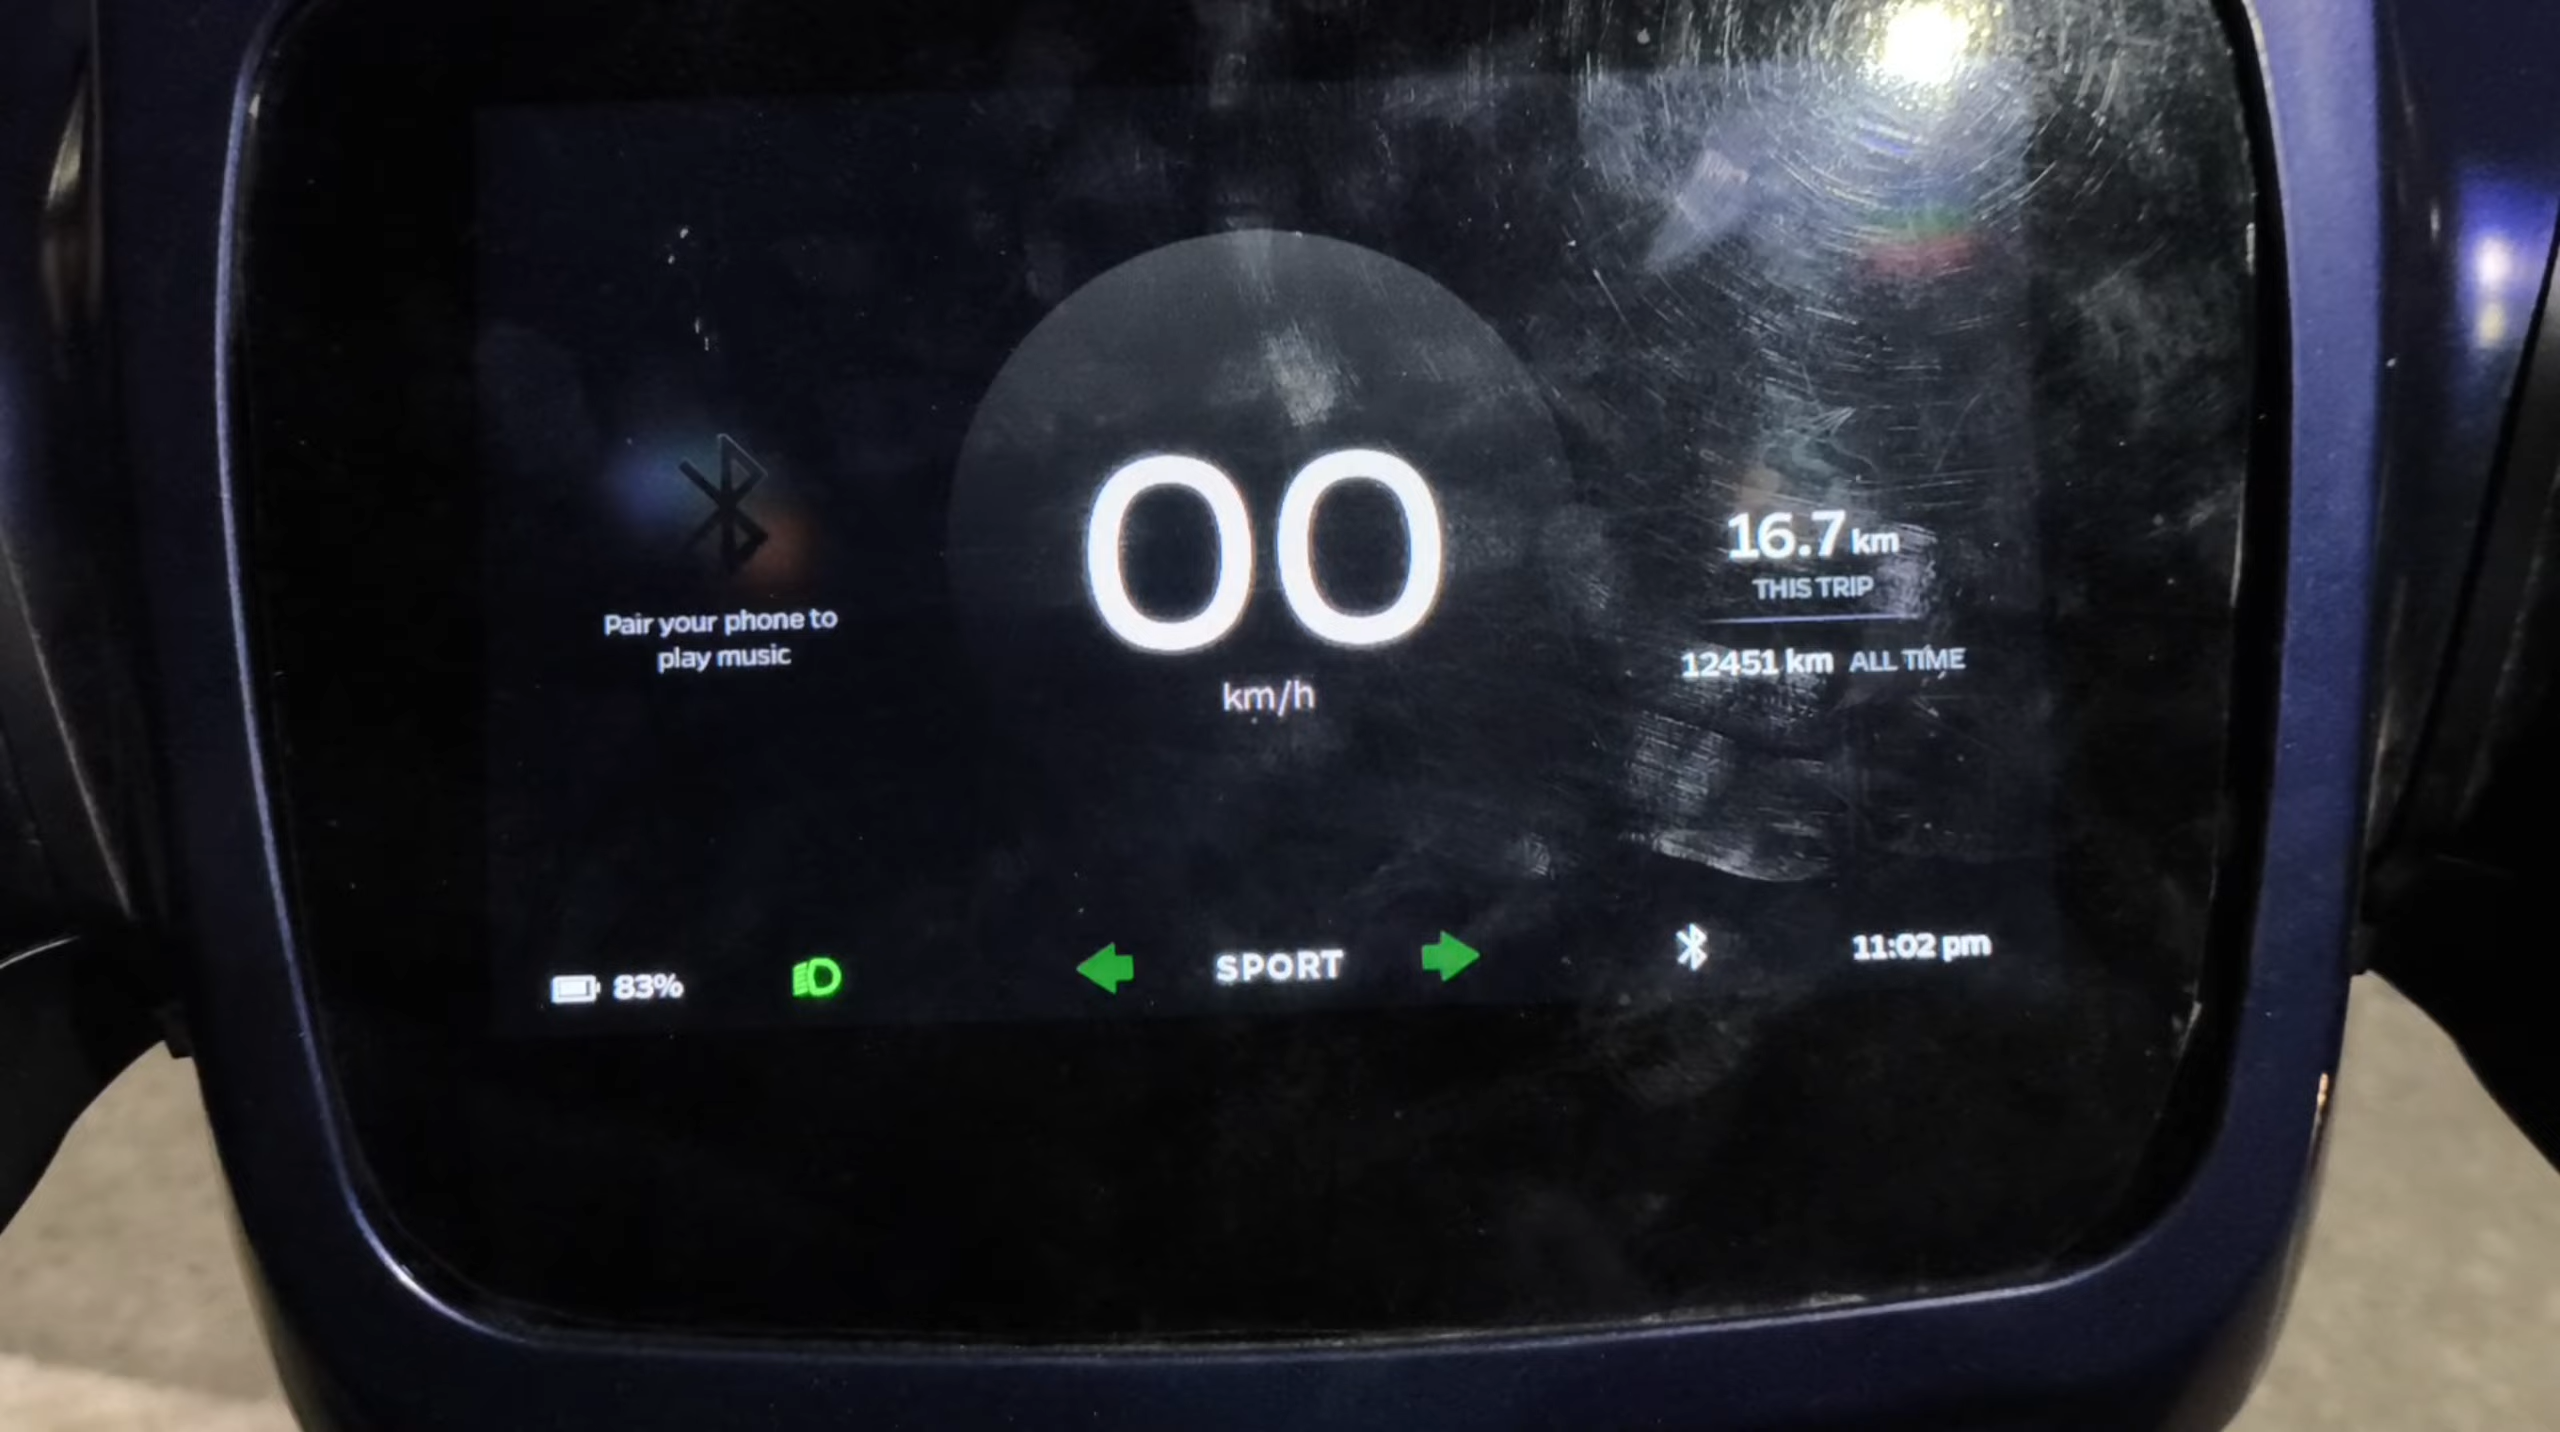 Pair your phone to
play music
00
km/h
16.7 km
THIS TRIP
12451 km ALL TIME
83%
SPORT
11:02 pm